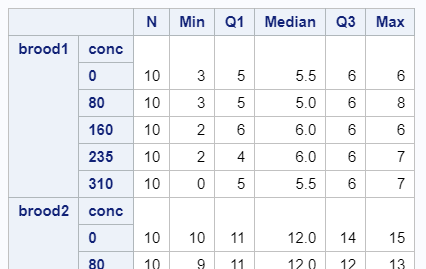 N Min Q1 Median Q3 Max
brood1 conc
0 10 3 5 5.5 6 6
80 10 3 5 5.0 6 8
160 10 2 6 6.0 6 6
235 10 2 4 6.0 6 7
310 10 0 5 5.5 6 7
brood2 conc
0 10 10 11 12.0 14 15
80 10 9 11 12.0 12 13